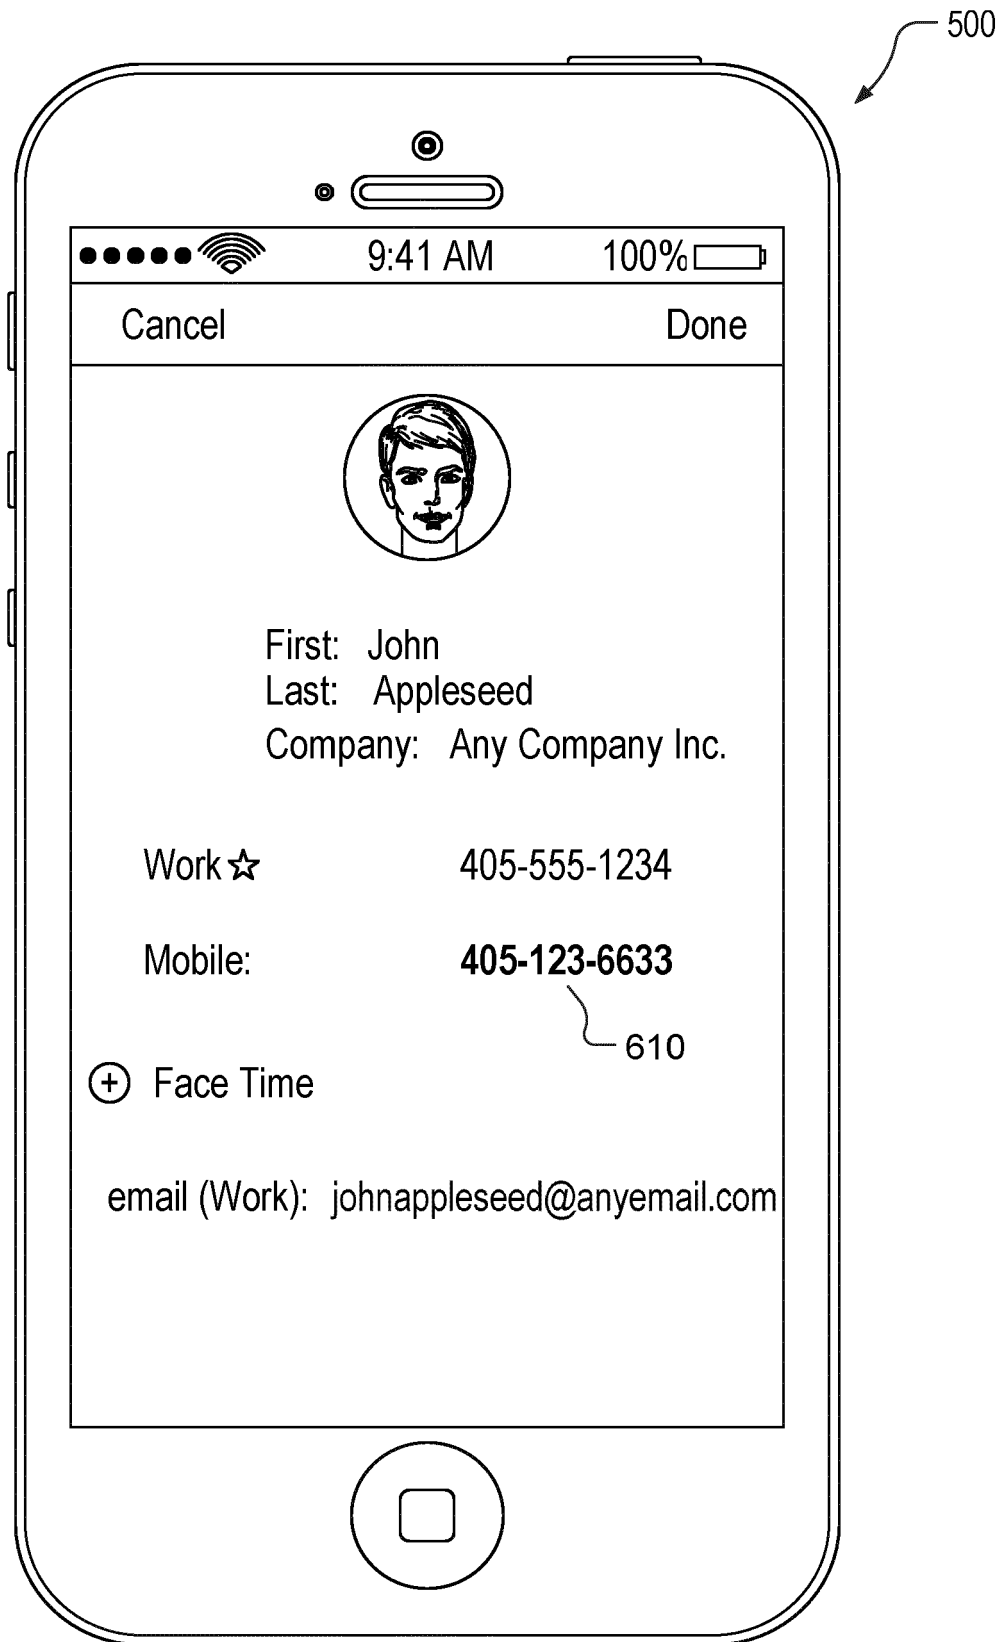 500
9:41 AM 100%
Cancel Done
First: John
Last: Appleseed
Company: Any Company Inc.
Work☆ 405-555-1234
Mobile: 405-123-6633
610
Face Time
email (Work): johnappleseed@anyemail.com